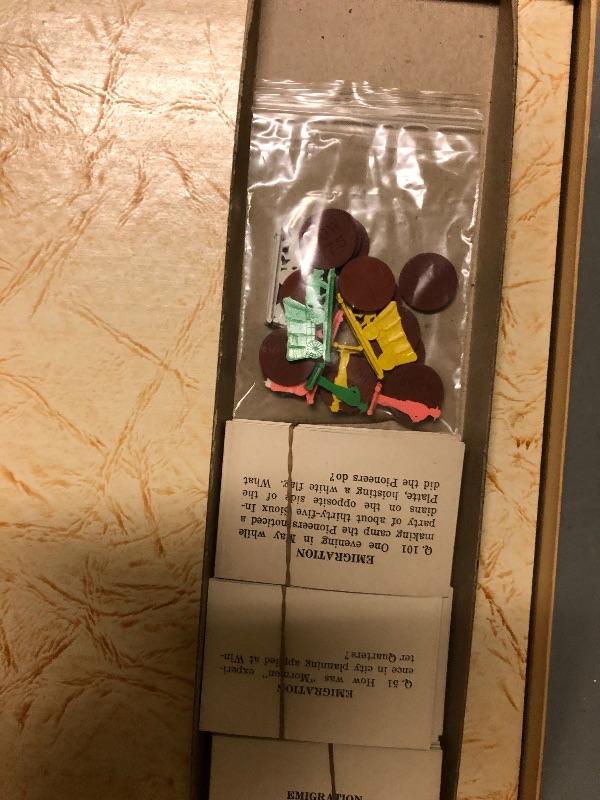 EMIGRATION
Q. 101 One evening in May while
making camp the Pioneers noticed a
party of about thirty-five Sioux In-
dians on the opposite side of the
Platte, hoisting a white flag. What
did the Pioneers do?
EMIGRATION
Q. 51 How was "Mormon" experi-
ence in city planning applied at Win-
ter Quarters?
EMIGRATION